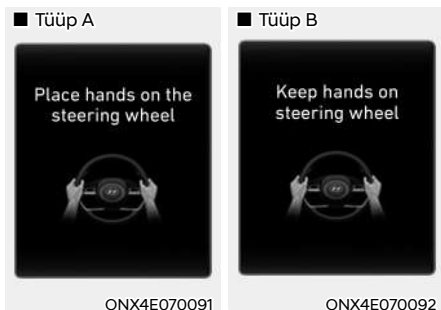 ■ Tüüp A
Place hands on the
steering wheel
ONX4E070091
■ Tüüp B
Keep hands on
steering wheel
ONX4E070092